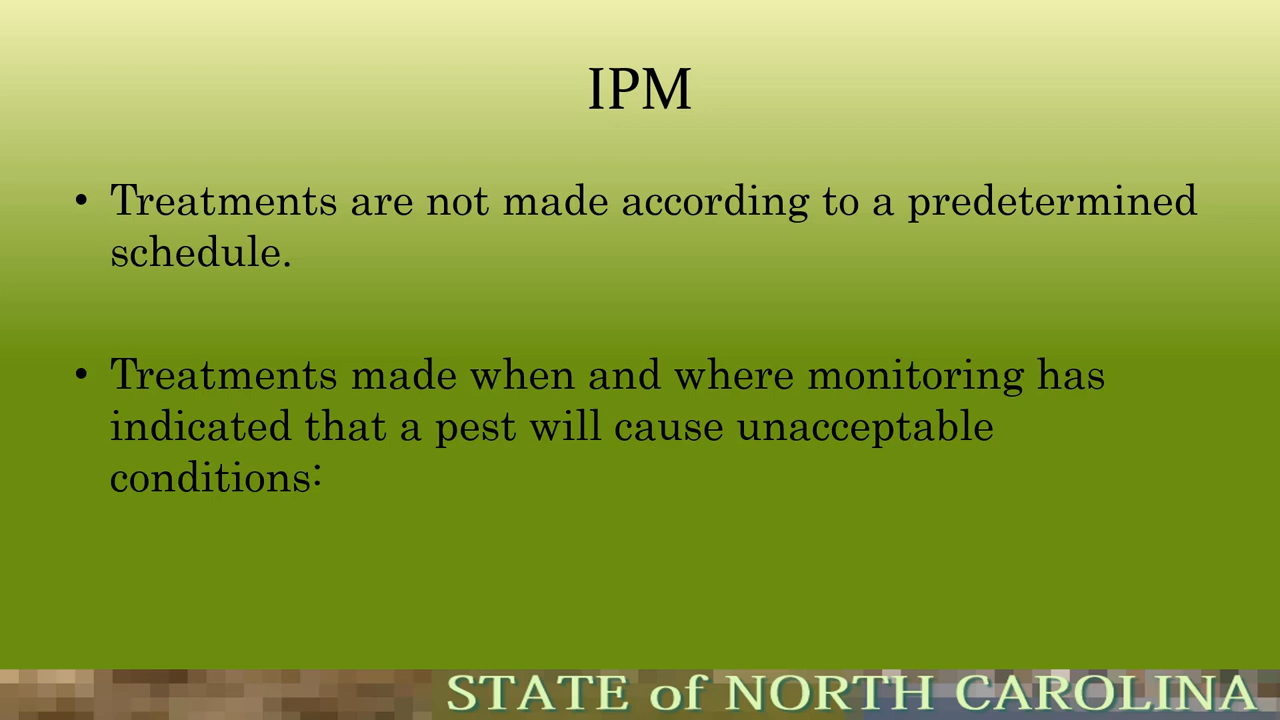 IPM
• Treatments are not made according to a predetermined
schedule.
• Treatments made when and where monitoring has
indicated that a pest will cause unacceptable
conditions:
STATE of NORTH CAROLINA